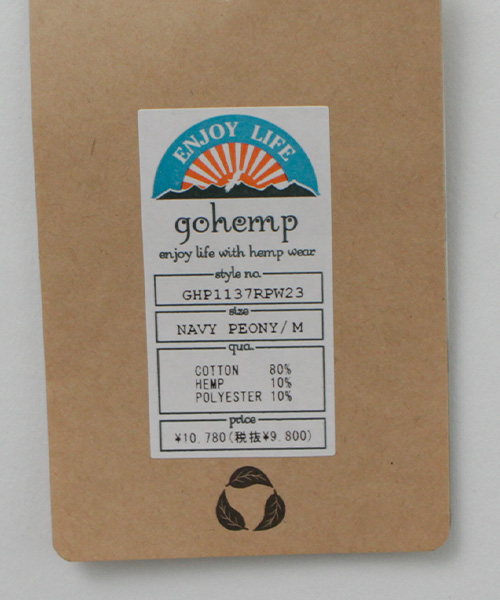 ENJOY LIFE
gohemp
enjoy life with hemp wear
style no.
GHP1137RPW23
size
NAVY PEONY/M
qua.
COTTON 80%
HEMP 10%
POLYESTER 10%
price
¥10.780(税抜¥9.800)